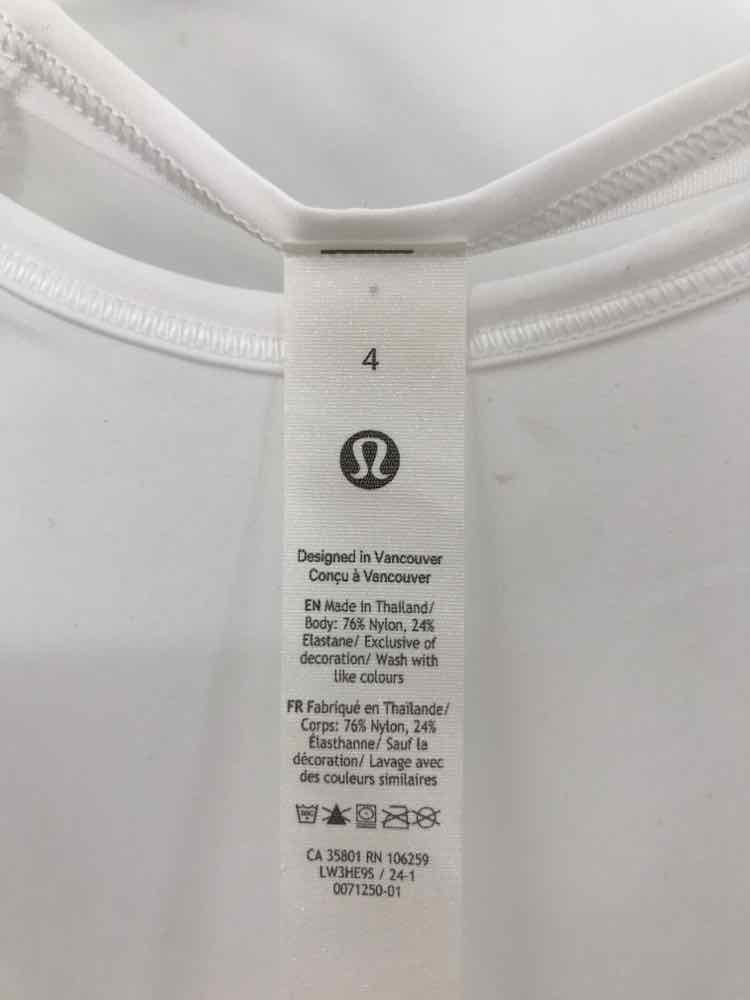 4
Designed in Vancouver
Conçu à Vancouver
EN Made in Thailand/
Body: 76% Nylon, 24%
Elastane/ Exclusive of
decoration/ Wash with
like colours
FR Fabriqué en Thaïlande/
Corps: 76% Nylon, 24%
Élasthanne/ Sauf la
décoration/ Lavage avec
des couleurs similaires
CA 35801 RN 106259
LW3HE9S / 24-1
0071250-01